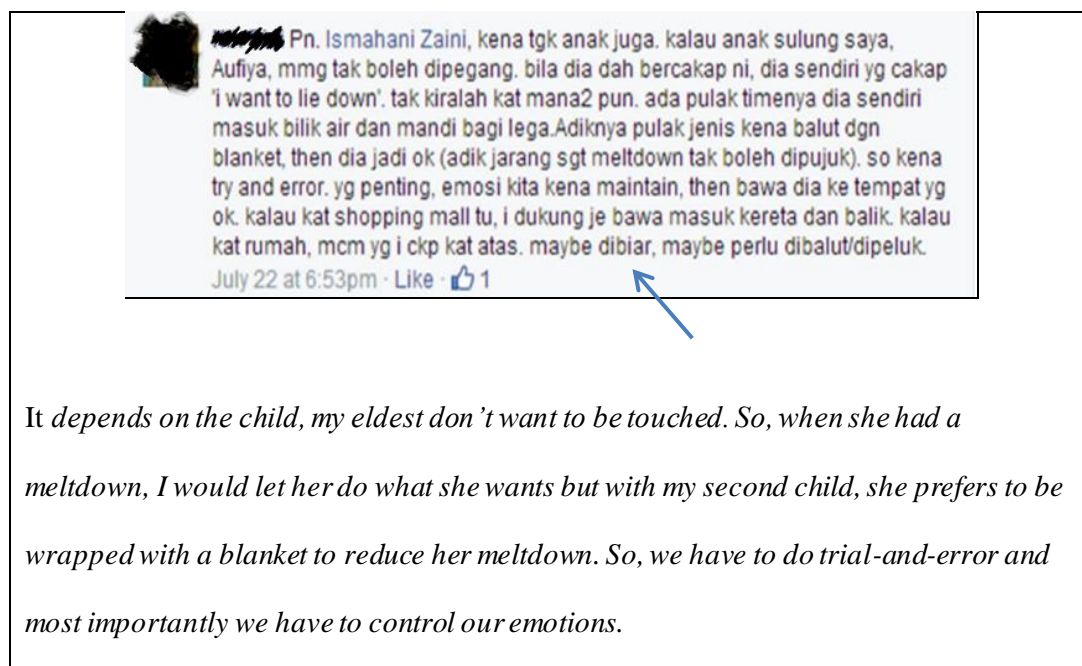 Pn. Ismahani Zaini, kena tgk anak juga. kalau anak sulung saya,
Aufiya, mmg tak boleh dipegang. bila dia dah bercakap ni, dia sendiri yg cakap
'i want to lie down'. tak kiralah kat mana2 pun. ada pulak timenya dia sendiri
masuk bilik air dan mandi bagi lega.Adiknya pulak jenis kena balut dgn
blanket, then dia jadi ok (adik jarang sgt meltdown tak boleh dipujuk). so kena
try and error. yg penting, emosi kita kena maintain, then bawa dia ke tempat yg
ok. kalau kat shopping mall tu, i dukung je bawa masuk kereta dan balik. kalau
kat rumah, mcm yg i ckp kat atas. maybe dibiar, maybe perlu dibalut/dipeluk.
July 22 at 6:53pm · Like · 1
It depends on the child, my eldest don't want to be touched. So, when she had a
meltdown, I would let her do what she wants but with my second child, she prefers to be
wrapped with a blanket to reduce her meltdown. So, we have to do trial-and-error and
most importantly we have to control our emotions.